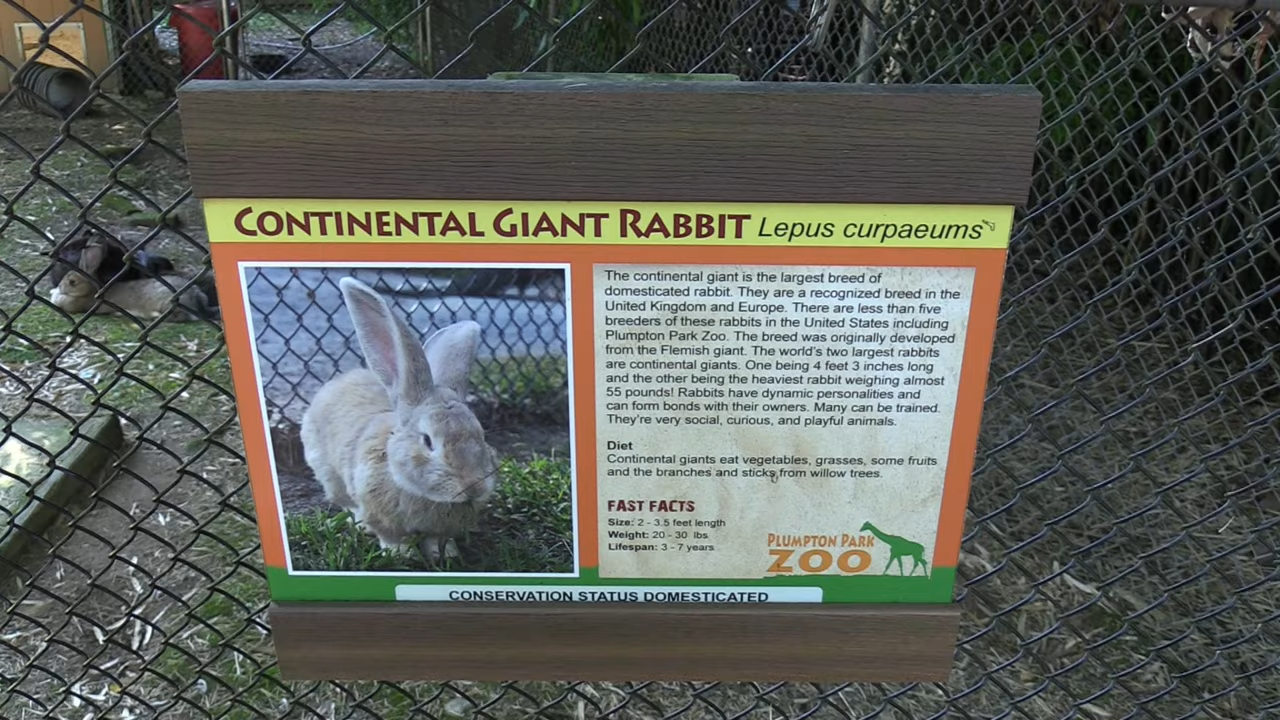 CONTINENTAL GIANT RABBIT Lepus curpaeums
The continental giant is the largest breed of
domesticated rabbit. They are a recognized breed in the
United Kingdom and Europe. There are less than five
breeders of these rabbits in the United States including
Plumpton Park Zoo. The breed was originally developed
from the Flemish giant. The world's two largest rabbits
are continental giants. One being 4 feet 3 inches long
and the other being the heaviest rabbit weighing almost
55 pounds! Rabbits have dynamic personalities and
can form bonds with their owners. Many can be trained.
They're very social, curious, and playful animals.
Diet
Continental giants eat vegetables, grasses, some fruits
and the branches and sticks from willow trees.
FAST FACTS
Size: 2 - 3.5 feet length
Weight: 20 - 30 lbs
Lifespan: 3 - 7 years
PLUMPTON PARK
ZOO
CONSERVATION STATUS DOMESTICATED